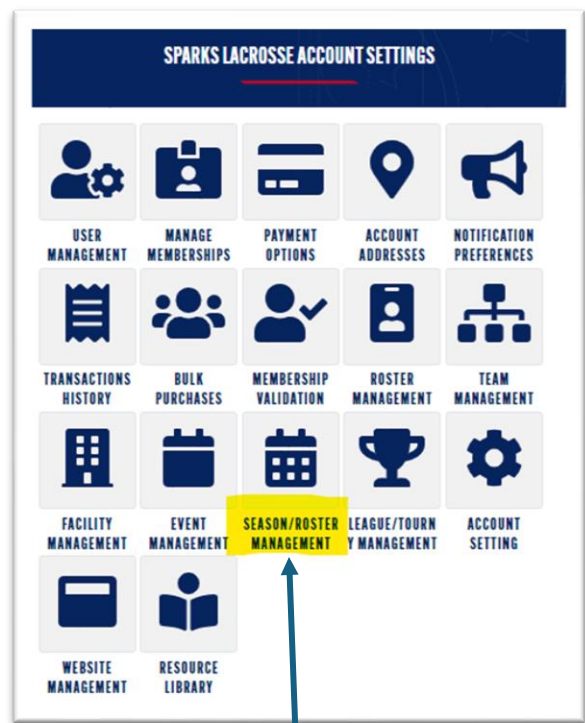 SPARKS LACROSSE ACCOUNT SETTINGS
USER MANAGEMENT
MANAGE MEMBERSHIPS
PAYMENT OPTIONS
ACCOUNT ADDRESSES
NOTIFICATION PREFERENCES
TRANSACTIONS HISTORY
BULK PURCHASES
MEMBERSHIP VALIDATION
ROSTER MANAGEMENT
TEAM MANAGEMENT
FACILITY MANAGEMENT
EVENT MANAGEMENT
SEASON/ROSTER MANAGEMENT
LEAGUE/TOURN Y MANAGEMENT
ACCOUNT SETTING
WEBSITE MANAGEMENT
RESOURCE LIBRARY